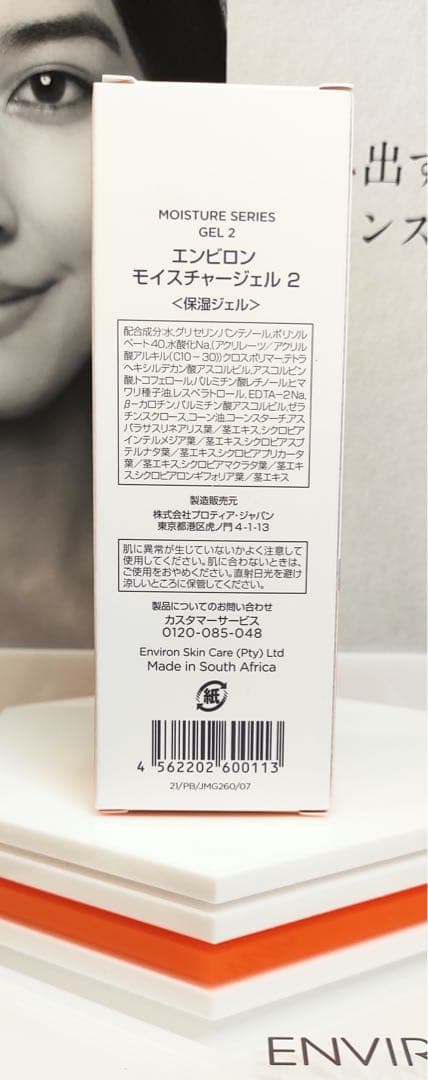 出す
ンス
MOISTURE SERIES
GEL 2
エンビロン
モイスチャージェル 2
<保湿ジェル>
配合成分:水,グリセリン,パンテノール,ポリソル
ベート40,水酸化Na,(アクリレーツ/アクリル
酸アルキル(C10-30))クロスポリマー,テトラ
ヘキシルデカン酸アスコルビル,アスコルビン
酸,トコフェロール,パルミチン酸レチノール,ヒマ
ワリ種子油,レスベラトロール,EDTA-2Na,
β-カロチン,パルミチン酸アスコルビル,ゼラ
チン,スクロース,コーン油,コーンスターチ,アス
パラサスリネアリス葉/茎エキス,シクロピア
インテルメジア葉/茎エキス,シクロピアスブ
テルナタ葉/茎エキス,シクロピアプリカータ
葉/茎エキス,シクロピアマクラタ葉/茎エキ
ス,シクロピアロンギフォリア葉/茎エキス
製造販売元
株式会社プロティア・ジャパン
東京都港区虎ノ門 4-1-13
肌に異常が生じていないかよく注意して
使用してください。肌に合わないときは、
ご使用をおやめください。直射日光を避け
涼しいところに保管してください。
製品についてのお問い合わせ
カスタマーサービス
0120-085-048
Environ Skin Care (Pty) Ltd
Made in South Africa
紙
4 562202 600113
21/PB/JMG260/07
ENVIR